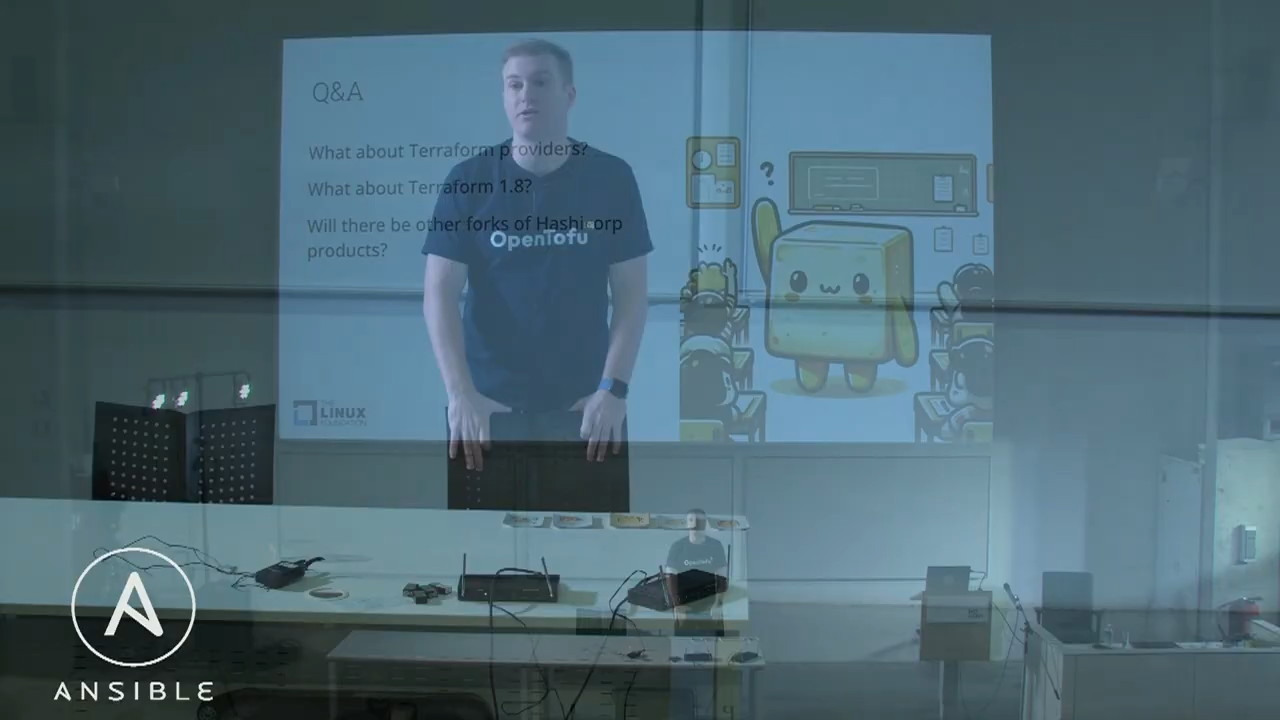 Q&A
What about Terraform providers?
What about Terraform 1.8?
Will there be other forks of Hashicorp
products?
OpenTofu
THE
LINUX
FOUNDATION
OpenTofu
ANSIBLE